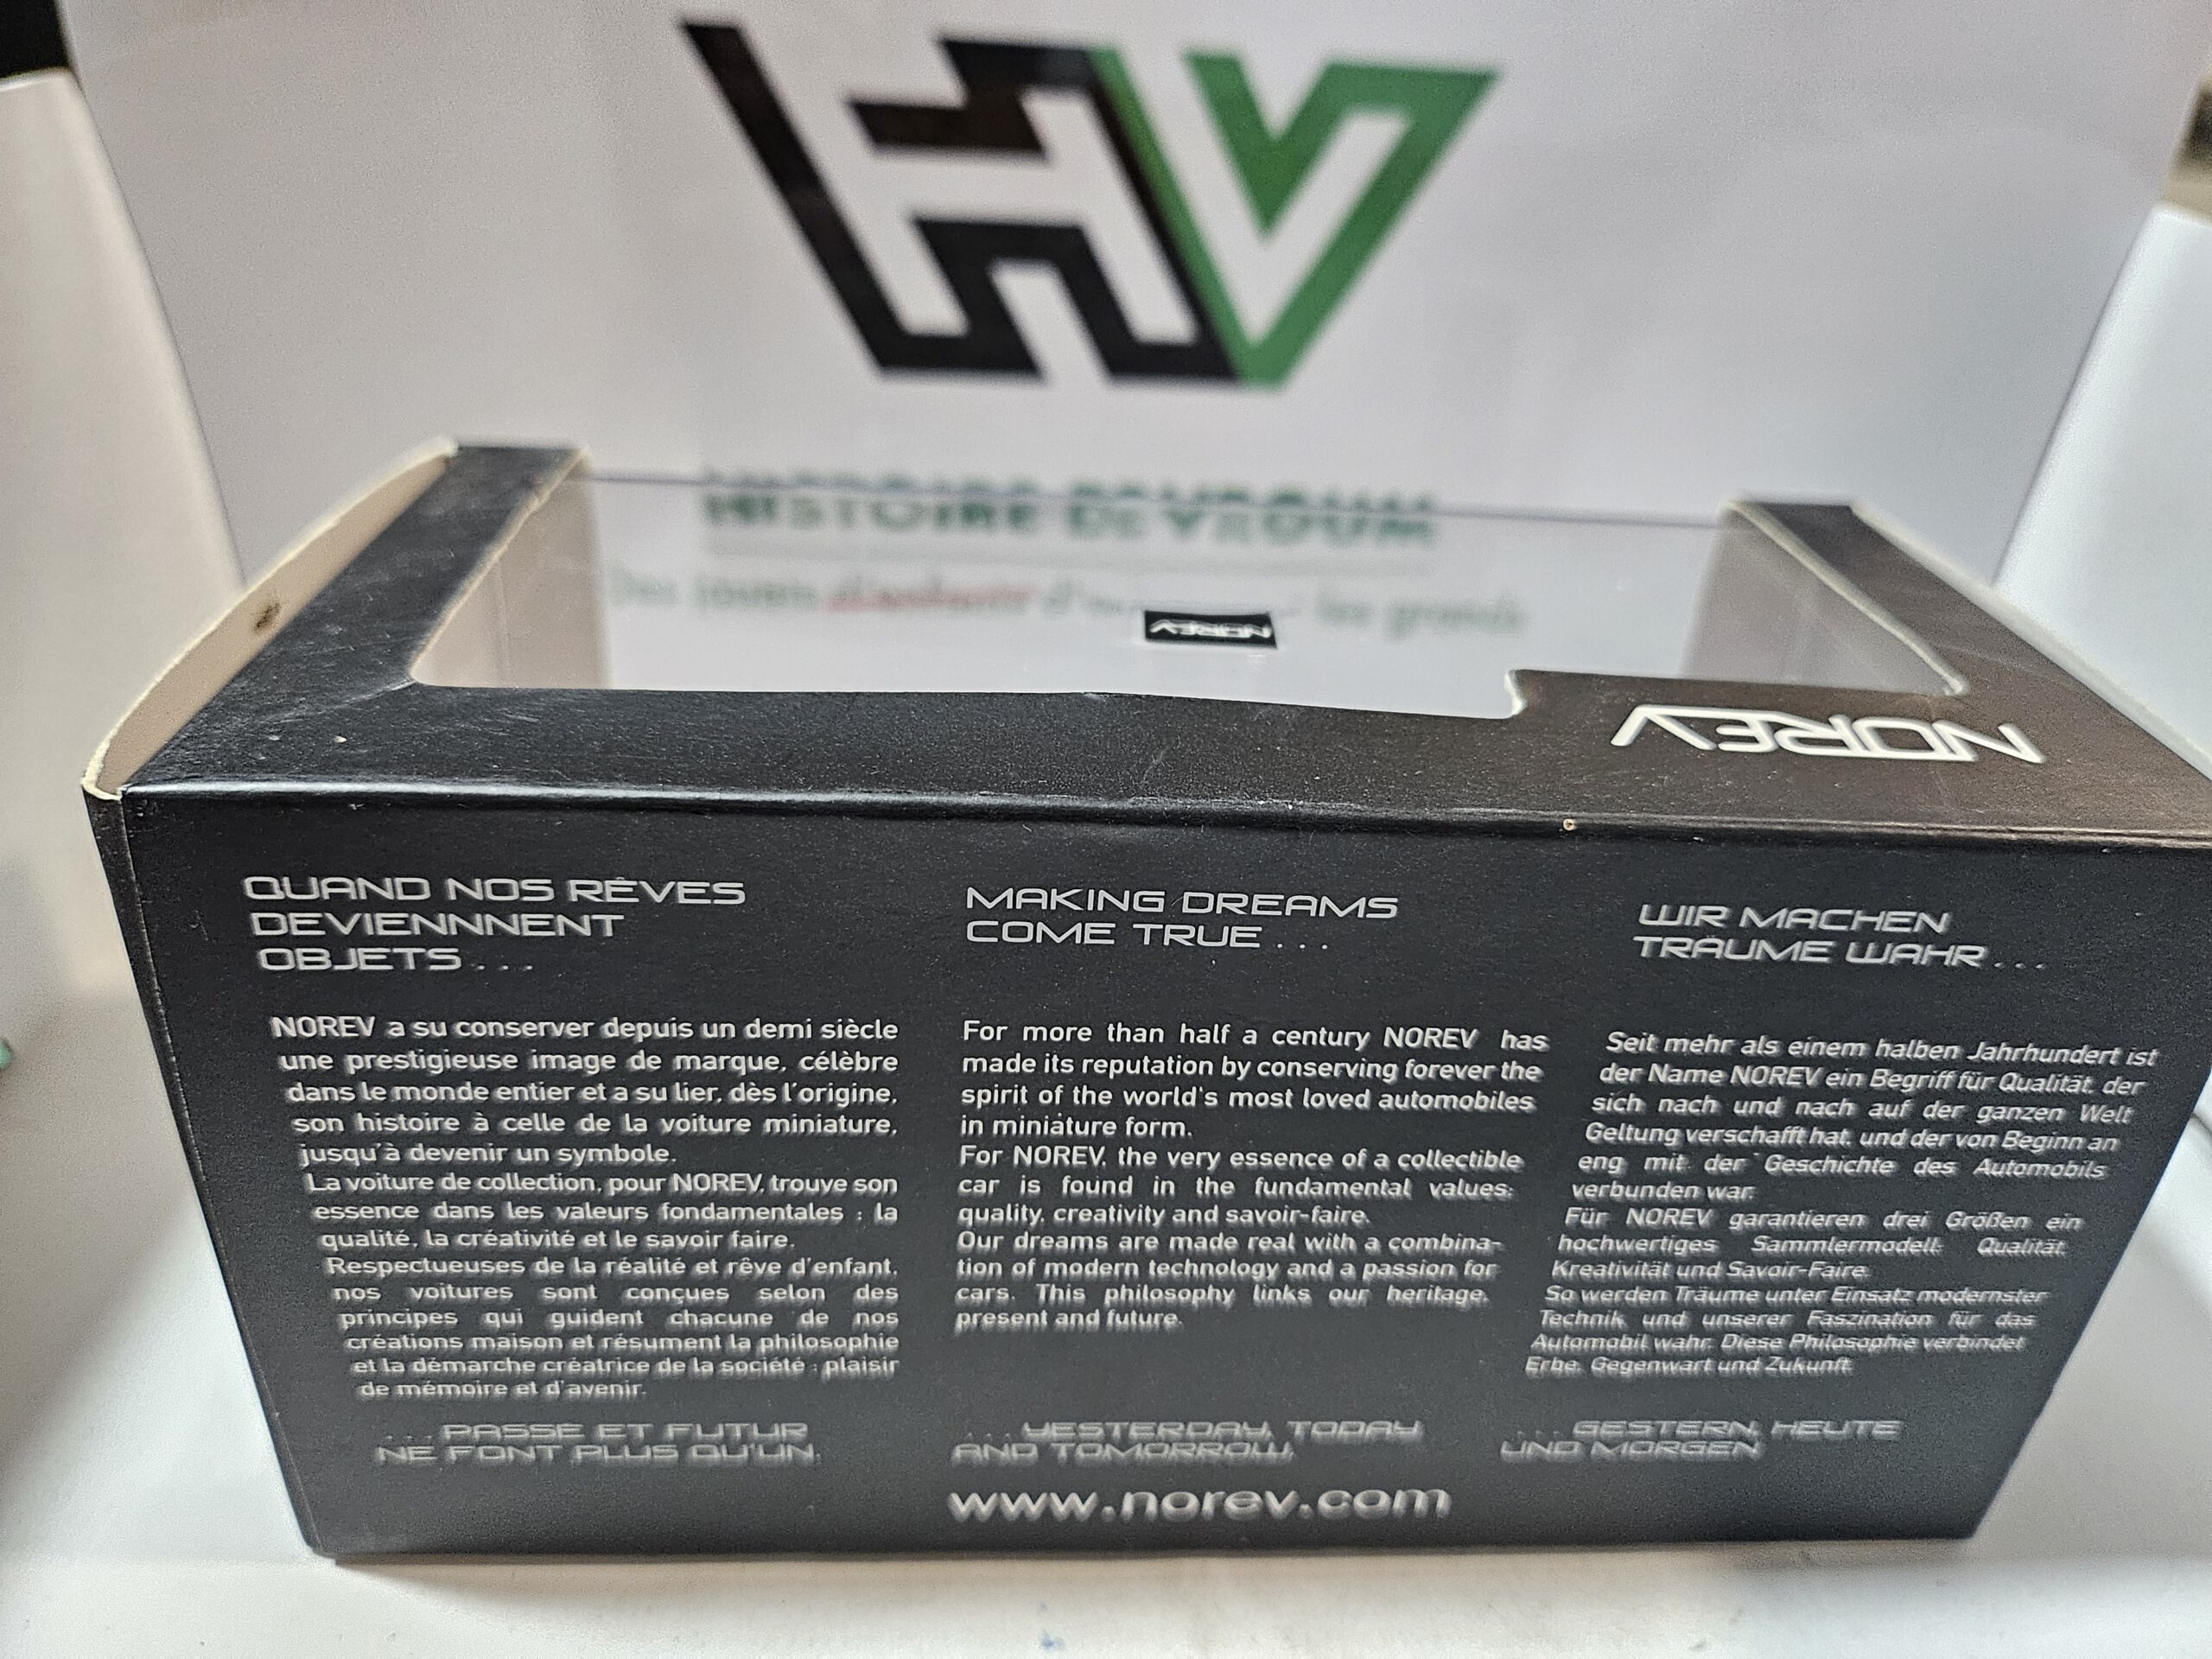 HV
HISTOIRE DE VROUM
NOREV
NOREV
QUAND NOS RÊVES
DEVIENNNENT
OBJETS . . .
NOREV a su conserver depuis un demi siècle
une prestigieuse image de marque, célèbre
dans le monde entier et a su lier, dès l'origine,
son histoire à celle de la voiture miniature,
jusqu'à devenir un symbole.
La voiture de collection, pour NOREV, trouve son
essence dans les valeurs fondamentales : la
qualité, la créativité et le savoir faire.
Respectueuses de la réalité et rêve d'enfant,
nos voitures sont conçues selon des
principes qui guident chacune de nos
créations maison et résument la philosophie
et la démarche créatrice de la société : plaisir
de mémoire et d'avenir.
. . . PASSÉ ET FUTUR
NE FONT PLUS QU'UN.
MAKING DREAMS
COME TRUE . . .
For more than half a century NOREV has
made its reputation by conserving forever the
spirit of the world's most loved automobiles
in miniature form.
For NOREV, the very essence of a collectible
car is found in the fundamental values:
quality, creativity and savoir-faire.
Our dreams are made real with a combina-
tion of modern technology and a passion for
cars. This philosophy links our heritage,
present and future.
. . . YESTERDAY, TODAY
AND TOMORROW.
WIR MACHEN
TRÄUME WAHR . . .
Seit mehr als einem halben Jahrhundert ist
der Name NOREV ein Begriff für Qualität, der
sich nach und nach auf der ganzen Welt
Geltung verschafft hat, und der von Beginn an
eng mit der Geschichte des Automobils
verbunden war.
Für NOREV garantieren drei Größen ein
hochwertiges Sammlermodell: Qualität,
Kreativität und Savoir-Faire.
So werden Träume unter Einsatz modernster
Technik und unserer Faszination für das
Automobil wahr. Diese Philosophie verbindet
Erbe, Gegenwart und Zukunft.
. . . GESTERN, HEUTE
UND MORGEN
www.norev.com